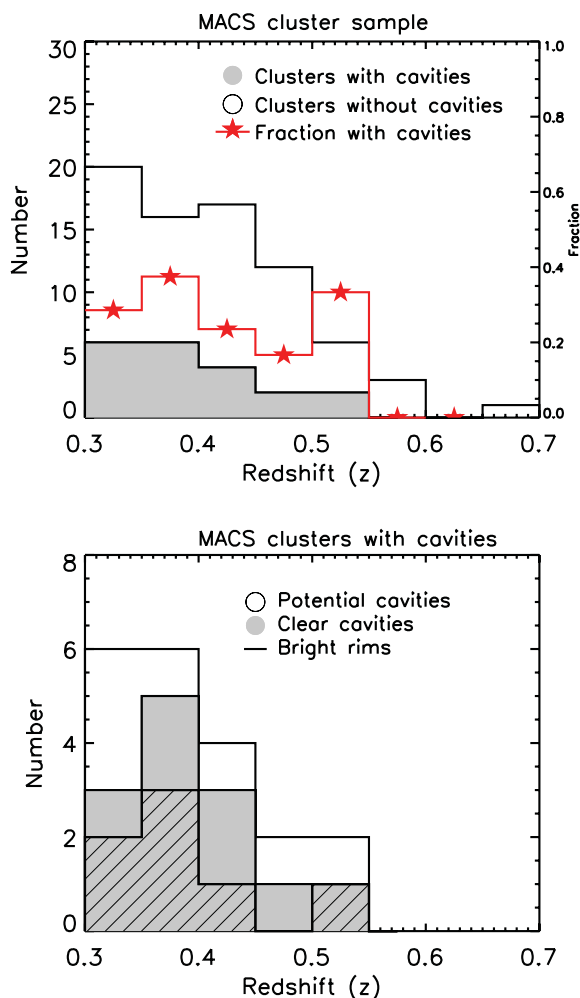 MACS cluster sample
30
25
20
15
10
5
0
Number
1.0
0.8
0.6
0.4
0.2
0.0
Fraction
Clusters with cavities
Clusters without cavities
Fraction with cavities
0.3 0.4 0.5 0.6 0.7
Redshift (z)
MACS clusters with cavities
8
6
4
2
0
Number
Potential cavities
Clear cavities
Bright rims
0.3 0.4 0.5 0.6 0.7
Redshift (z)